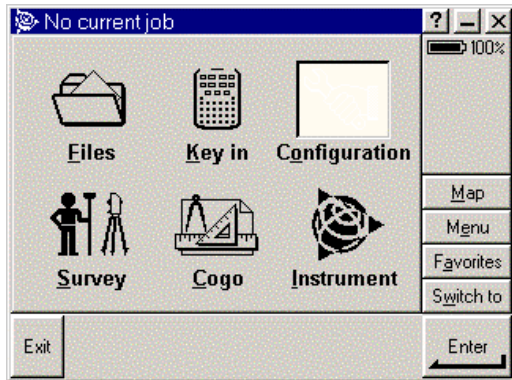 No current job
? _ ×
100%
Files
Key in
Configuration
Survey
Cogo
Instrument
Map
Menu
Favorites
Switch to
Exit
Enter